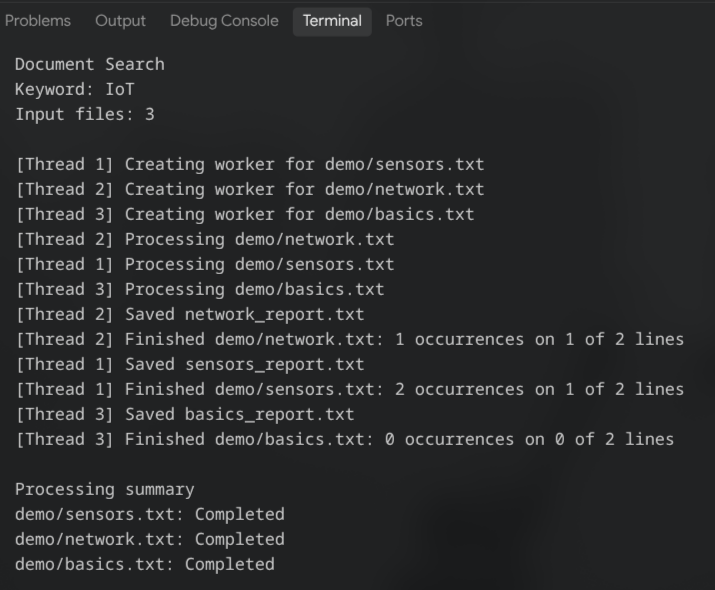 Problems Output Debug Console Terminal Ports
Document Search
Keyword: IoT
Input files: 3
[Thread 1] Creating worker for demo/sensors.txt
[Thread 2] Creating worker for demo/network.txt
[Thread 3] Creating worker for demo/basics.txt
[Thread 2] Processing demo/network.txt
[Thread 1] Processing demo/sensors.txt
[Thread 3] Processing demo/basics.txt
[Thread 2] Saved network_report.txt
[Thread 2] Finished demo/network.txt: 1 occurrences on 1 of 2 lines
[Thread 1] Saved sensors_report.txt
[Thread 1] Finished demo/sensors.txt: 2 occurrences on 1 of 2 lines
[Thread 3] Saved basics_report.txt
[Thread 3] Finished demo/basics.txt: 0 occurrences on 0 of 2 lines
Processing summary
demo/sensors.txt: Completed
demo/network.txt: Completed
demo/basics.txt: Completed